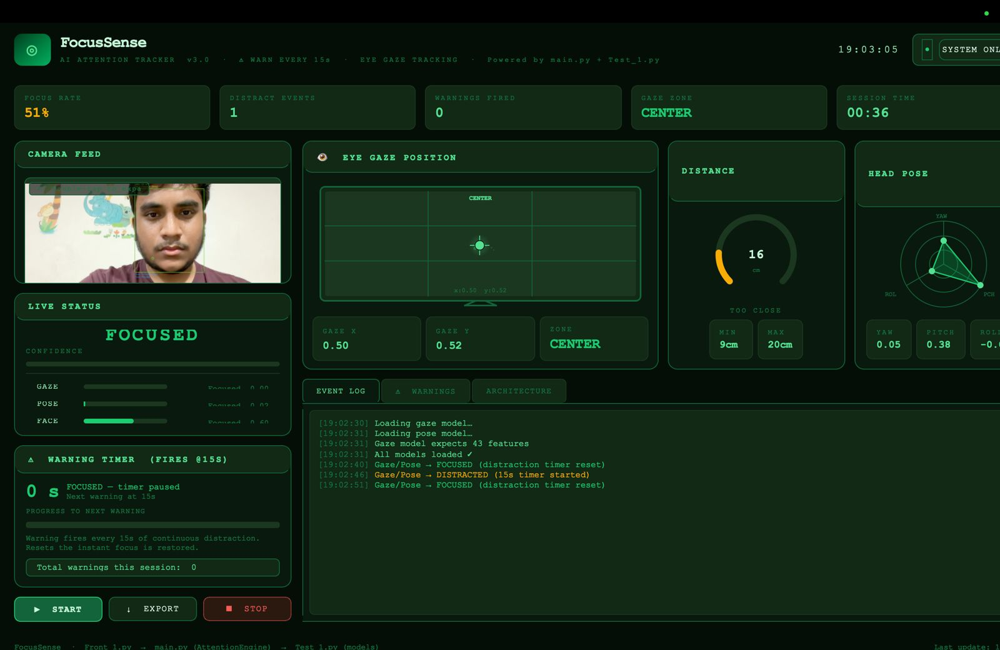 FocusSense
AI ATTENTION TRACKER v3.0 · ⚠ WARN EVERY 15s · EYE GAZE TRACKING · Powered by main.py + Test_1.py
19:03:05
SYSTEM ONL
FOCUS RATE
51%
DISTRACT EVENTS
1
WARNINGS FIRED
0
GAZE ZONE
CENTER
SESSION TIME
00:36
CAMERA FEED
double-tap to expa
LIVE STATUS
FOCUSED
CONFIDENCE
GAZE Focused 0.00
POSE Focused 0.02
FACE Focused 0.60
⚠ WARNING TIMER (FIRES @15S)
0 s
FOCUSED — timer paused
Next warning at 15s
PROGRESS TO NEXT WARNING
Warning fires every 15s of continuous distraction.
Resets the instant focus is restored.
Total warnings this session: 0
▶ START
↓ EXPORT
■ STOP
EYE GAZE POSITION
CENTER
x:0.50 y:0.52
GAZE X
0.50
GAZE Y
0.52
ZONE
CENTER
DISTANCE
16
cm
TOO CLOSE
MIN
9cm
MAX
20cm
HEAD POSE
YAW
ROL
PCH
YAW
0.05
PITCH
0.38
ROLL
-0.0
EVENT LOG
⚠ WARNINGS
ARCHITECTURE
[19:02:30] Loading gaze model…
[19:02:31] Loading pose model…
[19:02:31] Gaze model expects 43 features
[19:02:31] All models loaded ✓
[19:02:40] Gaze/Pose → FOCUSED (distraction timer reset)
[19:02:46] Gaze/Pose → DISTRACTED (15s timer started)
[19:02:51] Gaze/Pose → FOCUSED (distraction timer reset)
FocusSense · Front_1.py → main.py (AttentionEngine) → Test_1.py (models)
Last update: 1